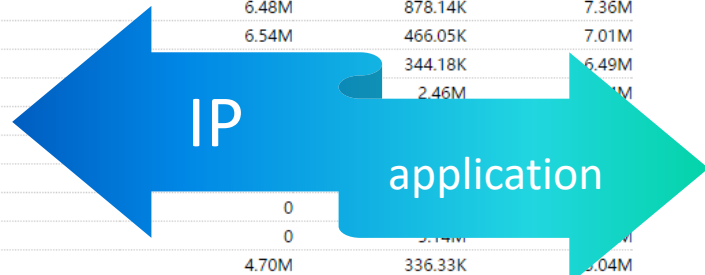 6.48M 878.14K 7.36M
6.54M 466.05K 7.01M
344.18K 6.49M
2.46M
IP
application
0
0
4.70M 336.33K